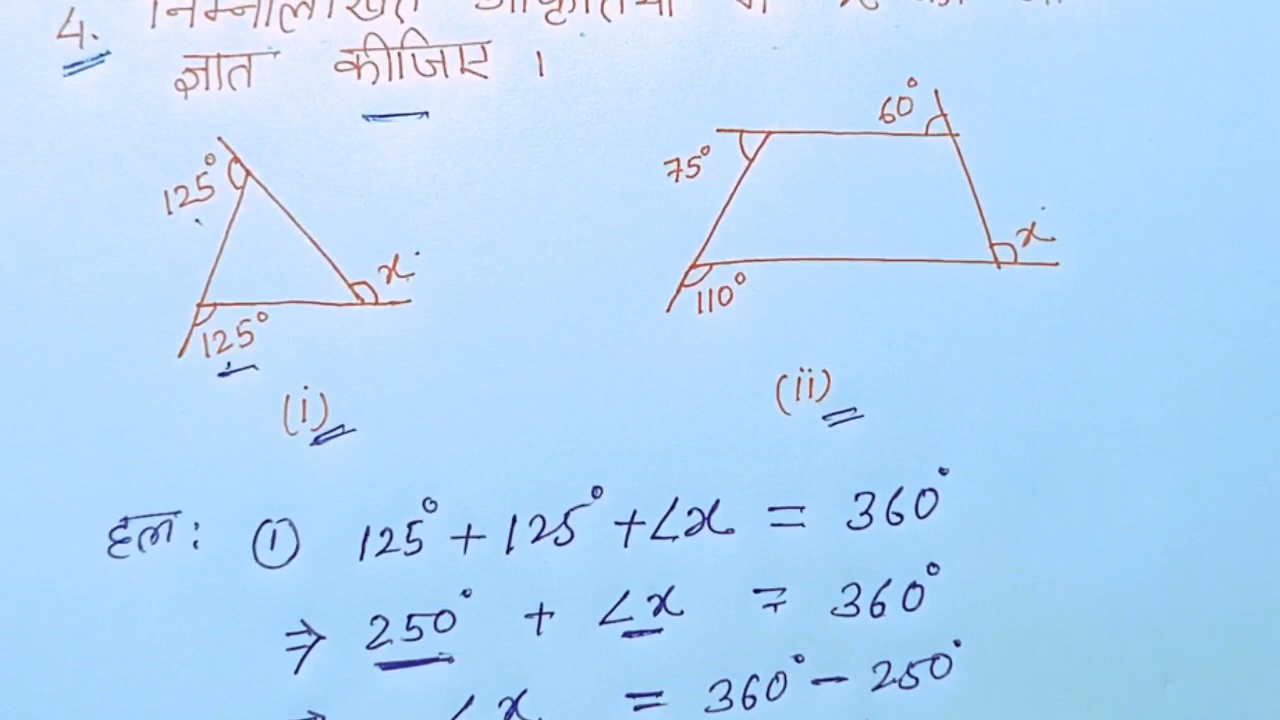 4. निम्नलिखित आकृतियों में
ज्ञात कीजिए ।
125° x 125°
(i)
75° 60° x 110°
(ii)
हल : ① 125° + 125° + ∠x = 360°
⇒ 250° + ∠x = 360°
⇒ ∠x = 360° - 250°